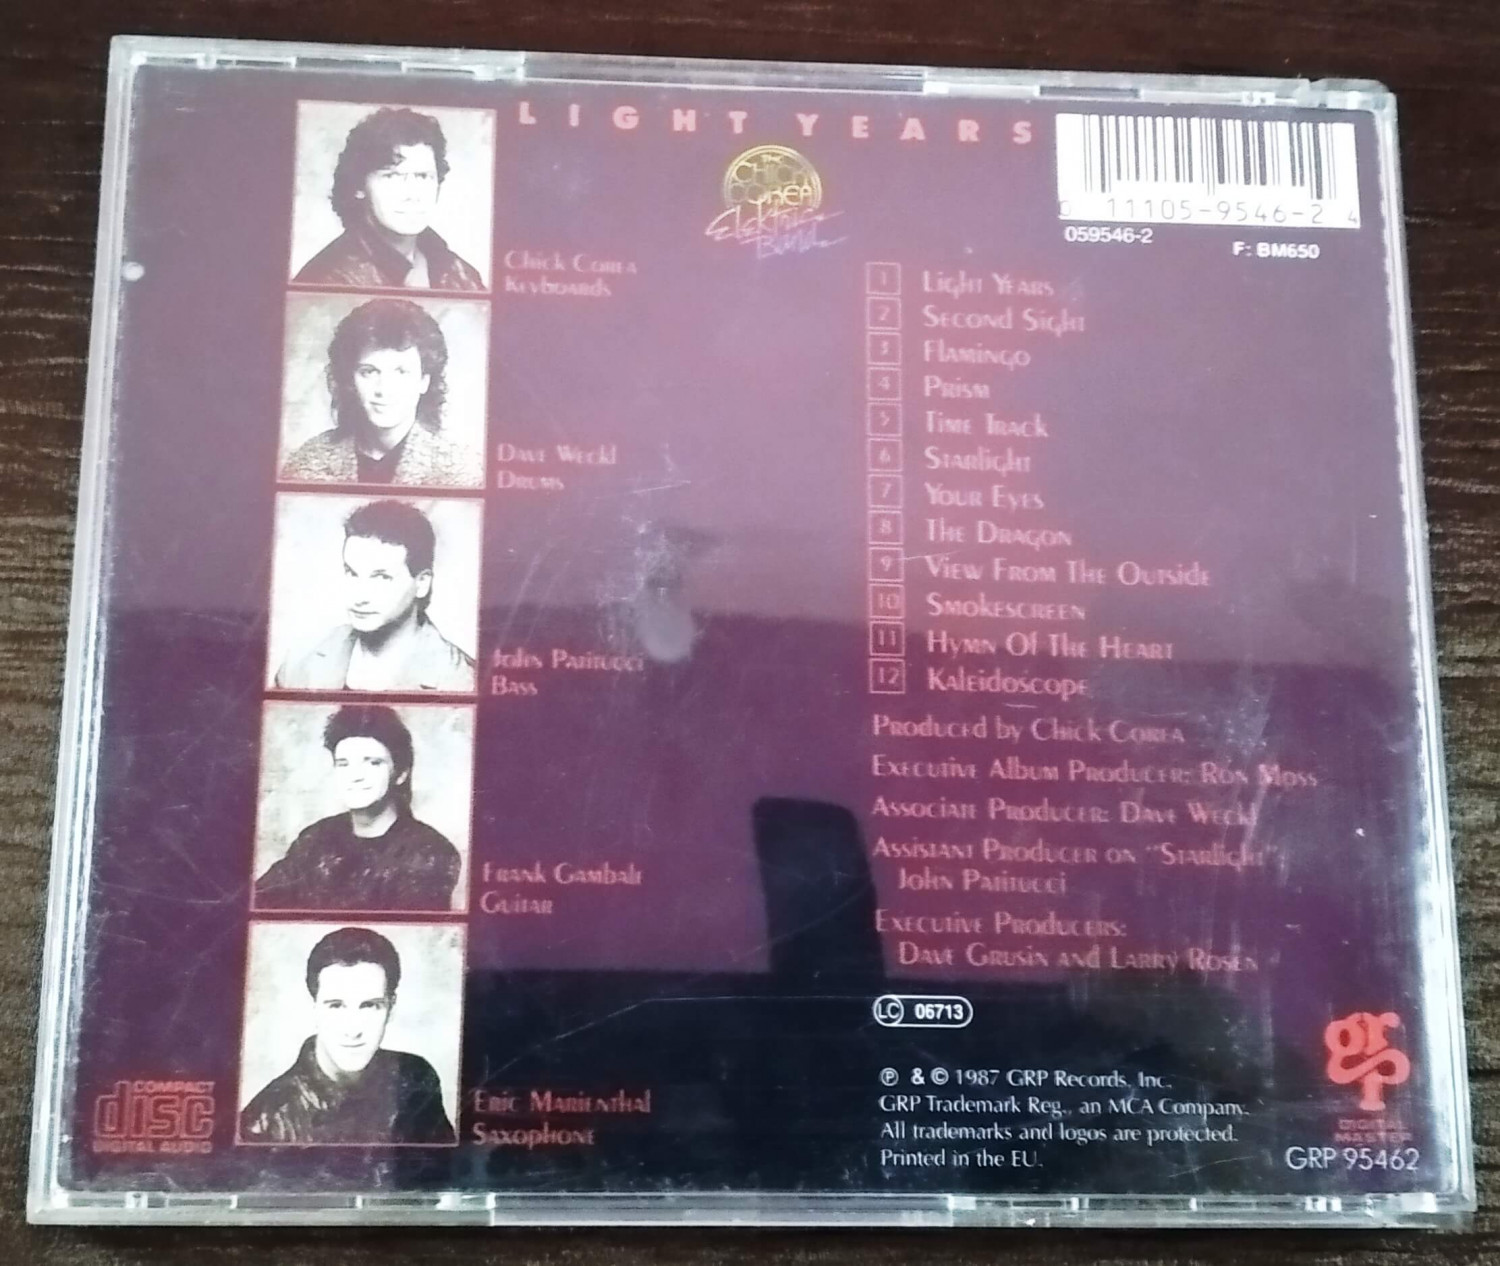 LIGHT YEARS
THE
CHICK
COREA
Elektric
Band
0 11105-9546-2 4
059546-2
F: BM650
Chick Corea
Keyboards
Dave Weckl
Drums
John Patitucci
Bass
Frank Gambale
Guitar
Eric Marienthal
Saxophone
1 Light Years
2 Second Sight
3 Flamingo
4 Prism
5 Time Track
6 Starlight
7 Your Eyes
8 The Dragon
9 View From The Outside
10 Smokescreen
11 Hymn Of The Heart
12 Kaleidoscope
Produced by Chick Corea
Executive Album Producer: Ron Moss
Associate Producer: Dave Weckl
Assistant Producer on "Starlight"
John Patitucci
Executive Producers:
Dave Grusin and Larry Rosen
LC 06713
℗ & © 1987 GRP Records, Inc.
GRP Trademark Reg., an MCA Company.
All trademarks and logos are protected.
Printed in the EU.
COMPACT
disc
DIGITAL AUDIO
grp
DIGITAL
MASTER
GRP 95462